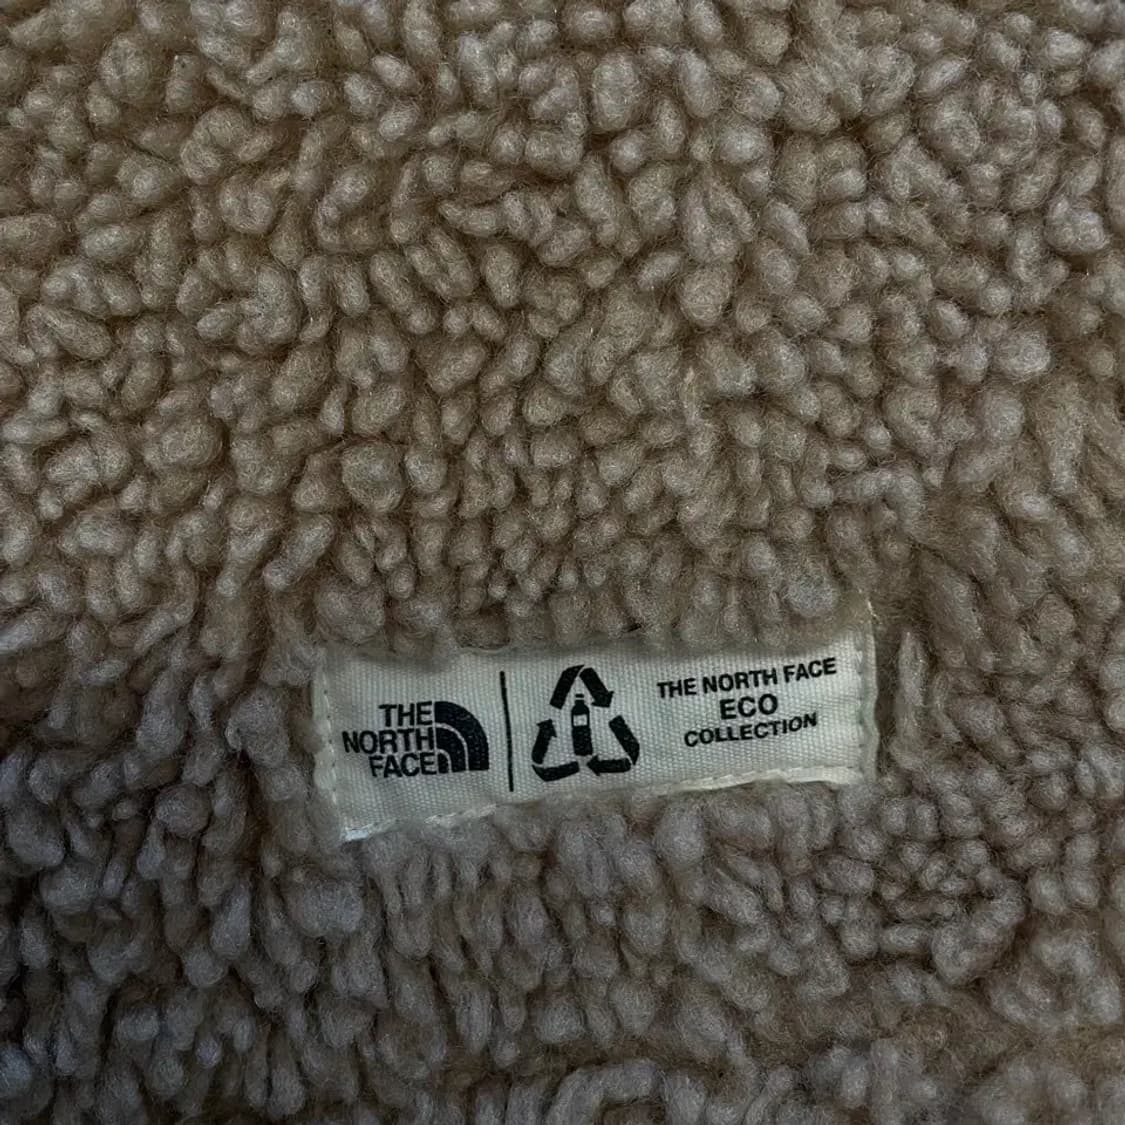 THE
NORTH
FACE
THE NORTH FACE
ECO
COLLECTION